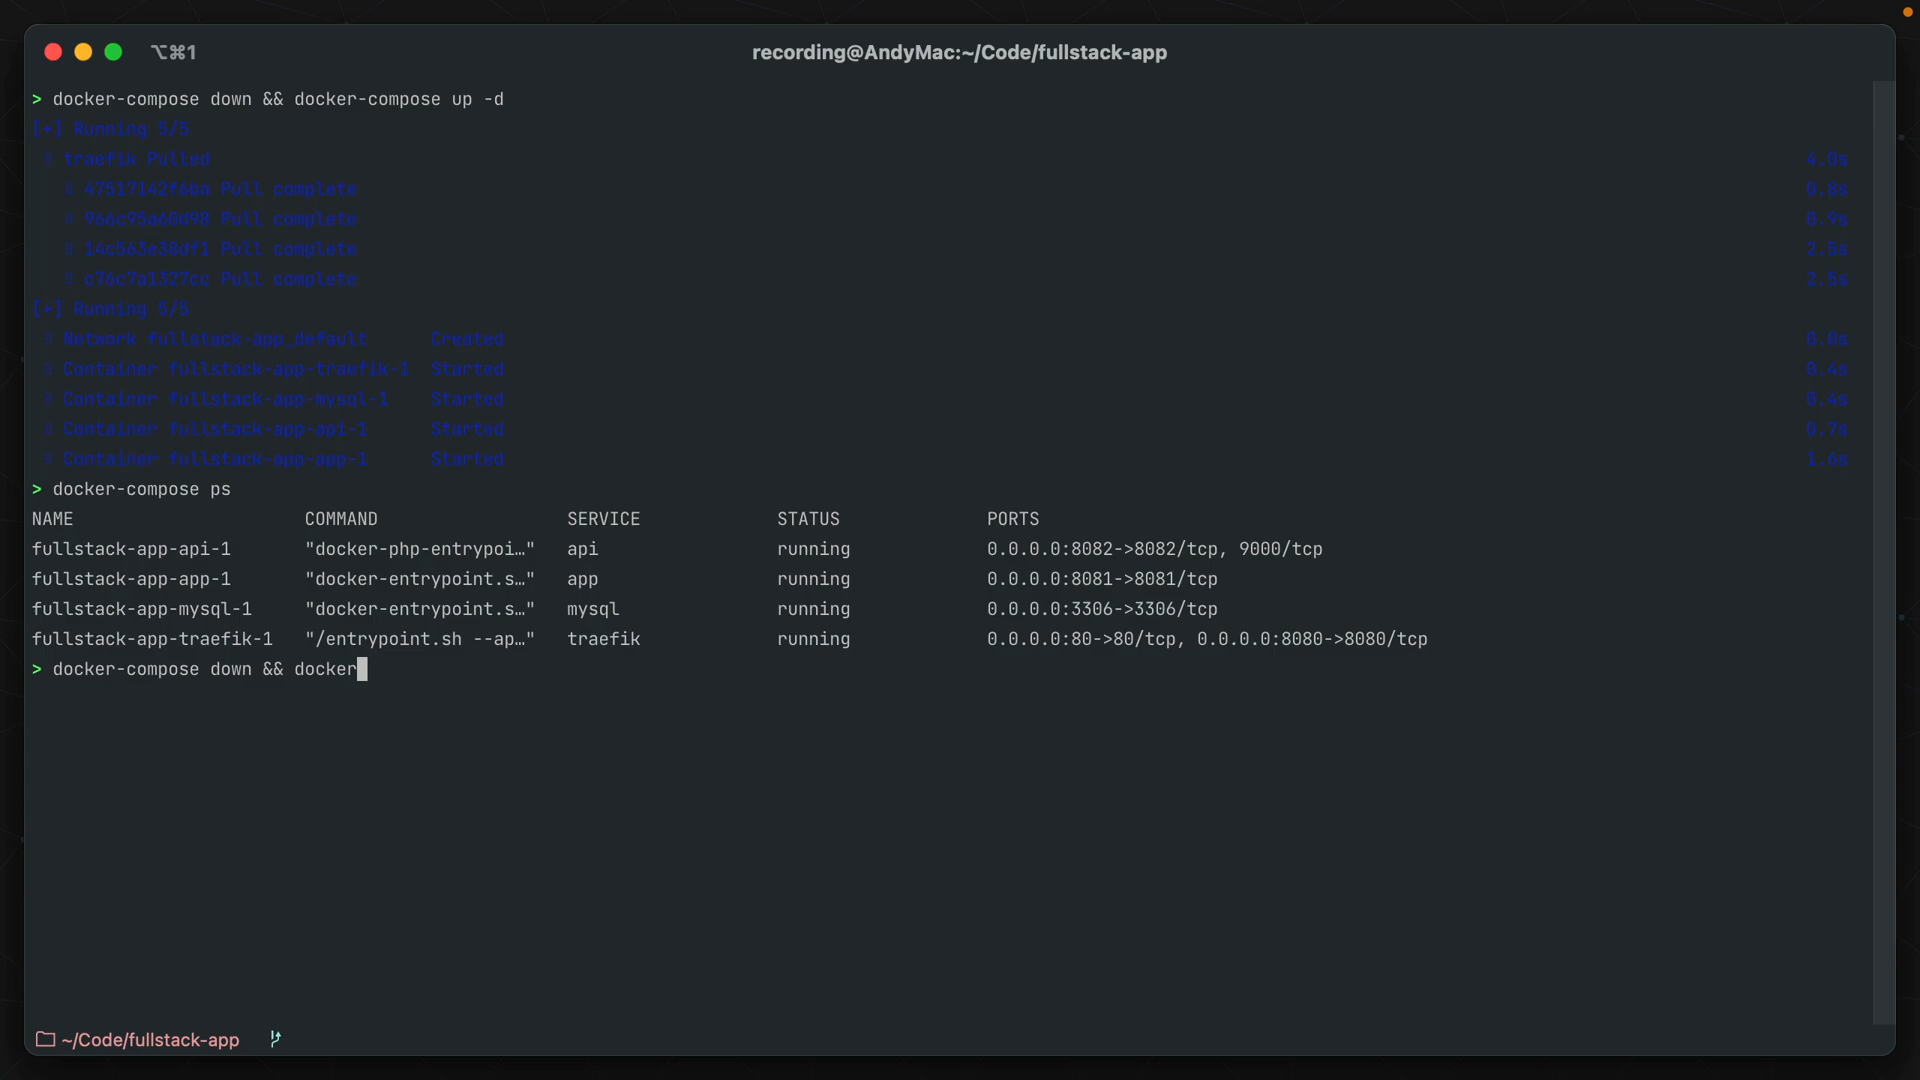 ⌥⌘1
recording@AndyMac:~/Code/fullstack-app
> docker-compose down && docker-compose up -d
[+] Running 5/5
⠿ traefik Pulled 4.0s
⠿ 47517142f6ba Pull complete 0.8s
⠿ 966c95a60d98 Pull complete 0.9s
⠿ 14c563e38df1 Pull complete 2.5s
⠿ c76c7a1327cc Pull complete 2.5s
[+] Running 5/5
⠿ Network fullstack-app_default Created 0.0s
⠿ Container fullstack-app-traefik-1 Started 0.4s
⠿ Container fullstack-app-mysql-1 Started 0.4s
⠿ Container fullstack-app-api-1 Started 0.7s
⠿ Container fullstack-app-app-1 Started 1.6s
> docker-compose ps
NAME COMMAND SERVICE STATUS PORTS
fullstack-app-api-1 "docker-php-entrypoi…" api running 0.0.0.0:8082->8082/tcp, 9000/tcp
fullstack-app-app-1 "docker-entrypoint.s…" app running 0.0.0.0:8081->8081/tcp
fullstack-app-mysql-1 "docker-entrypoint.s…" mysql running 0.0.0.0:3306->3306/tcp
fullstack-app-traefik-1 "/entrypoint.sh --ap…" traefik running 0.0.0.0:80->80/tcp, 0.0.0.0:8080->8080/tcp
> docker-compose down && docker
~/Code/fullstack-app